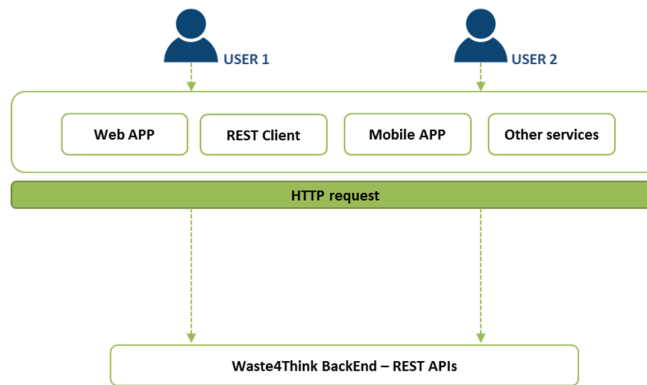 USER 1
USER 2
Web APP
REST Client
Mobile APP
Other services
HTTP request
Waste4Think BackEnd – REST APIs